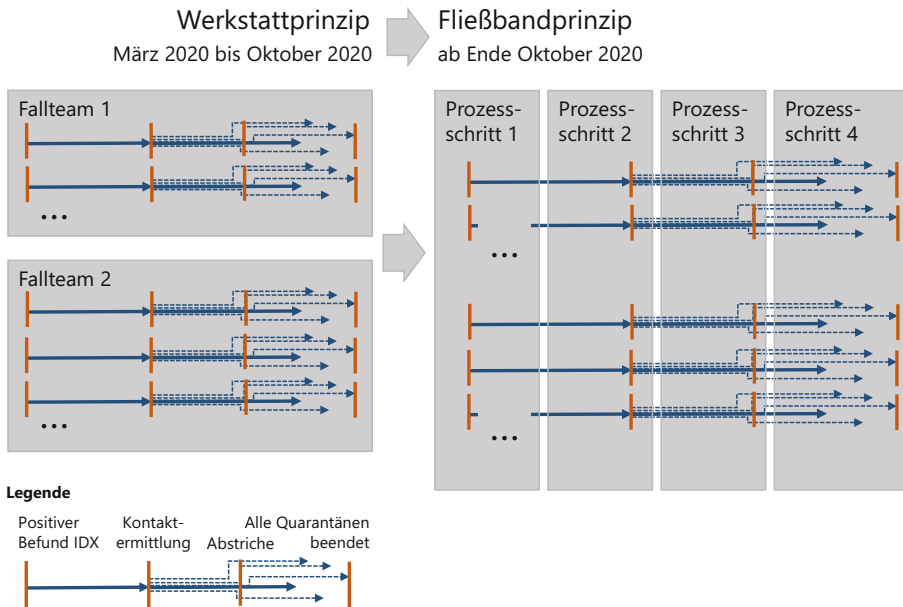 Werkstattprinzip
März 2020 bis Oktober 2020
Fließbandprinzip
ab Ende Oktober 2020
Fallteam 1
...
Fallteam 2
...
Prozess-
schritt 1
Prozess-
schritt 2
Prozess-
schritt 3
Prozess-
schritt 4
...
...
Legende
Positiver
Befund IDX
Kontakt-
ermittlung
Abstriche
Alle Quarantänen
beendet